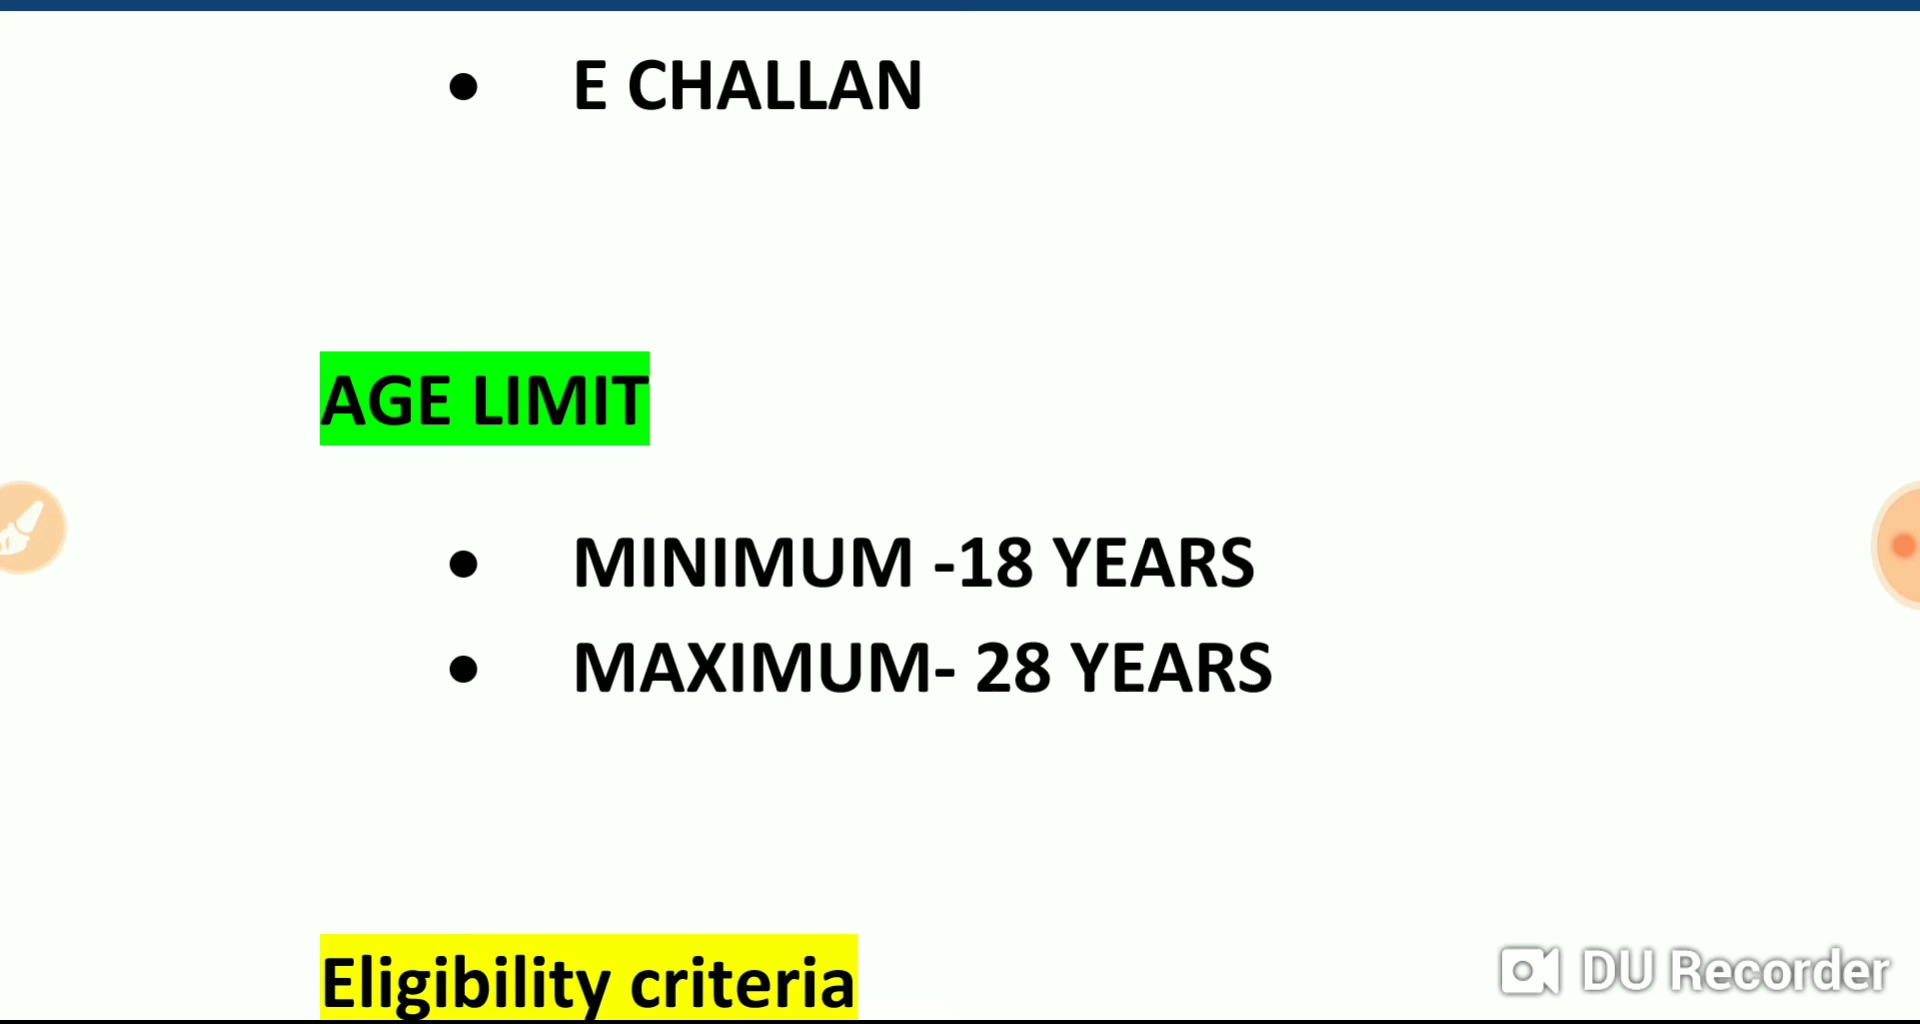 • E CHALLAN
AGE LIMIT
• MINIMUM -18 YEARS
• MAXIMUM- 28 YEARS
Eligibility criteria
DU Recorder